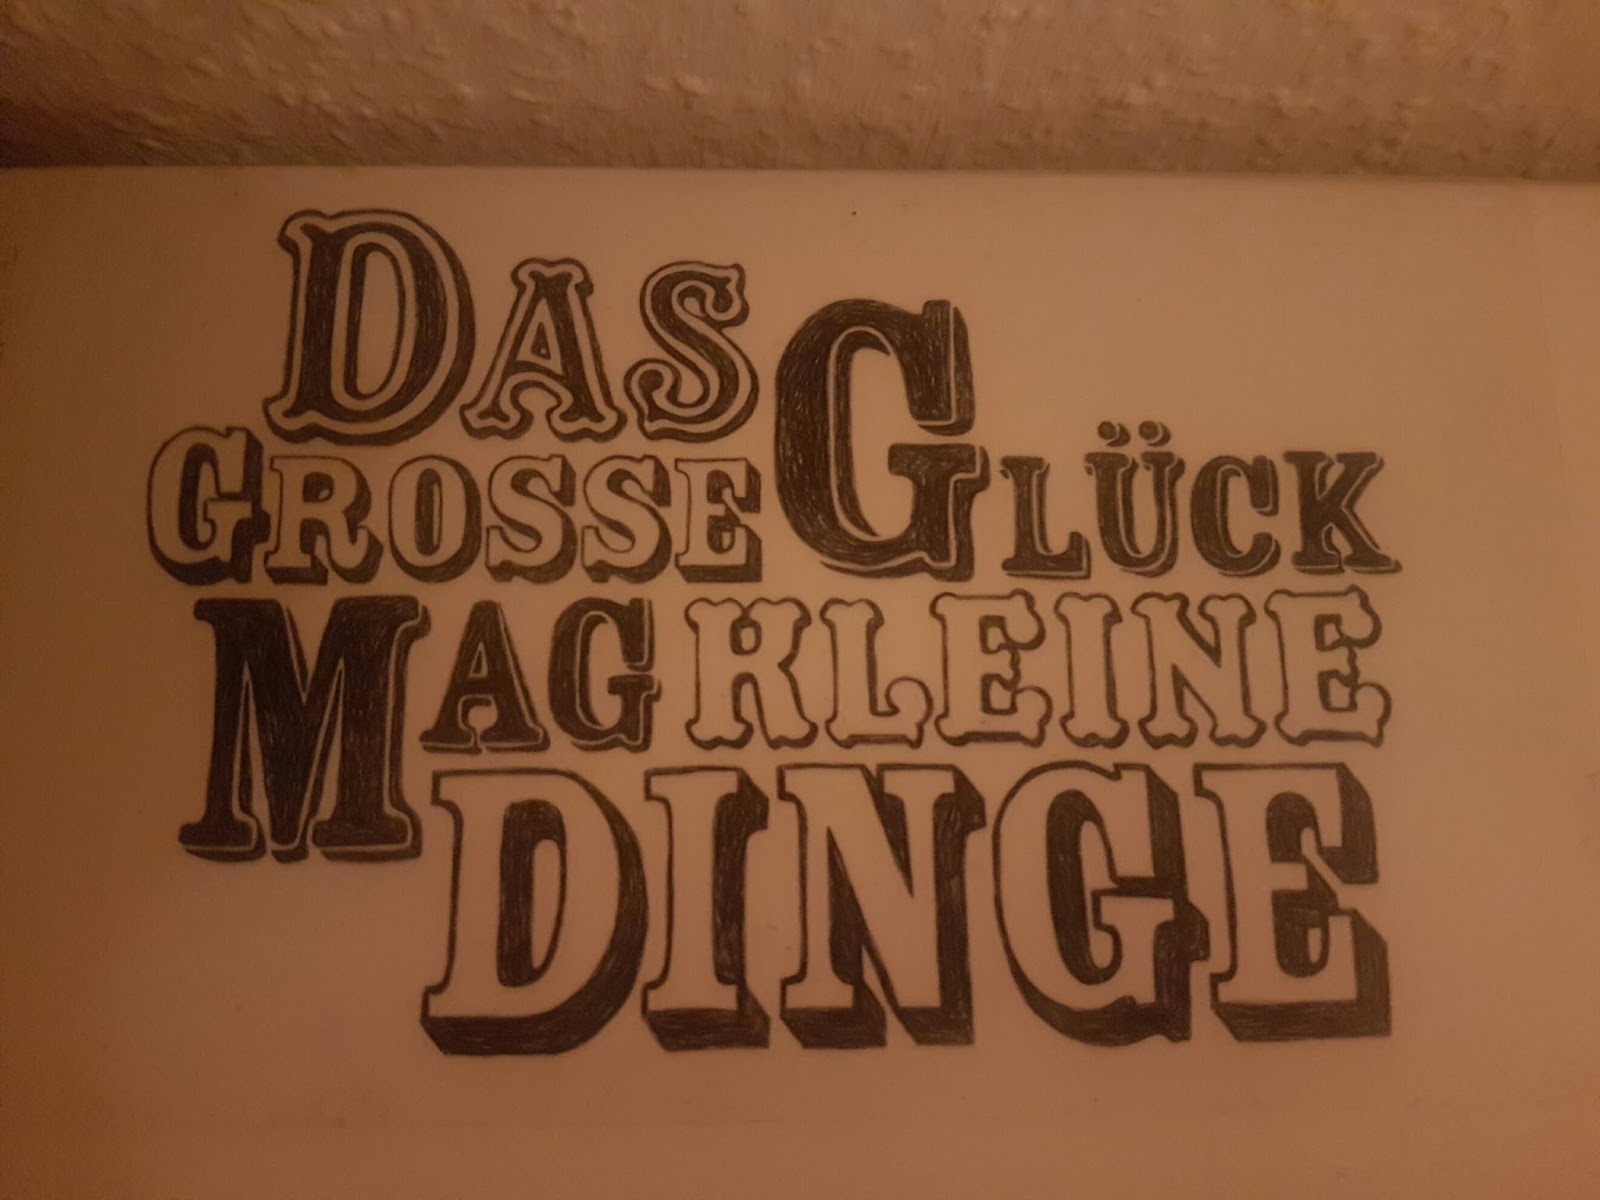 DAS
GROSSE GLÜCK
MAG KLEINE
DINGE